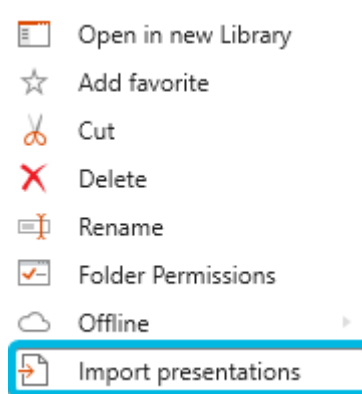 Open in new Library
Add favorite
Cut
Delete
Rename
Folder Permissions
Offline
Import presentations